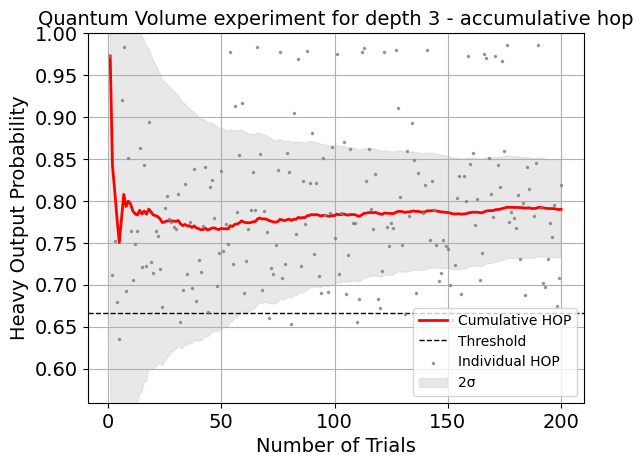 Quantum Volume experiment for depth 3 - accumulative hop
Heavy Output Probability
1.00
0.95
0.90
0.85
0.80
0.75
0.70
0.65
0.60
0
50
100
150
200
Number of Trials
Cumulative HOP
Threshold
Individual HOP
2σ